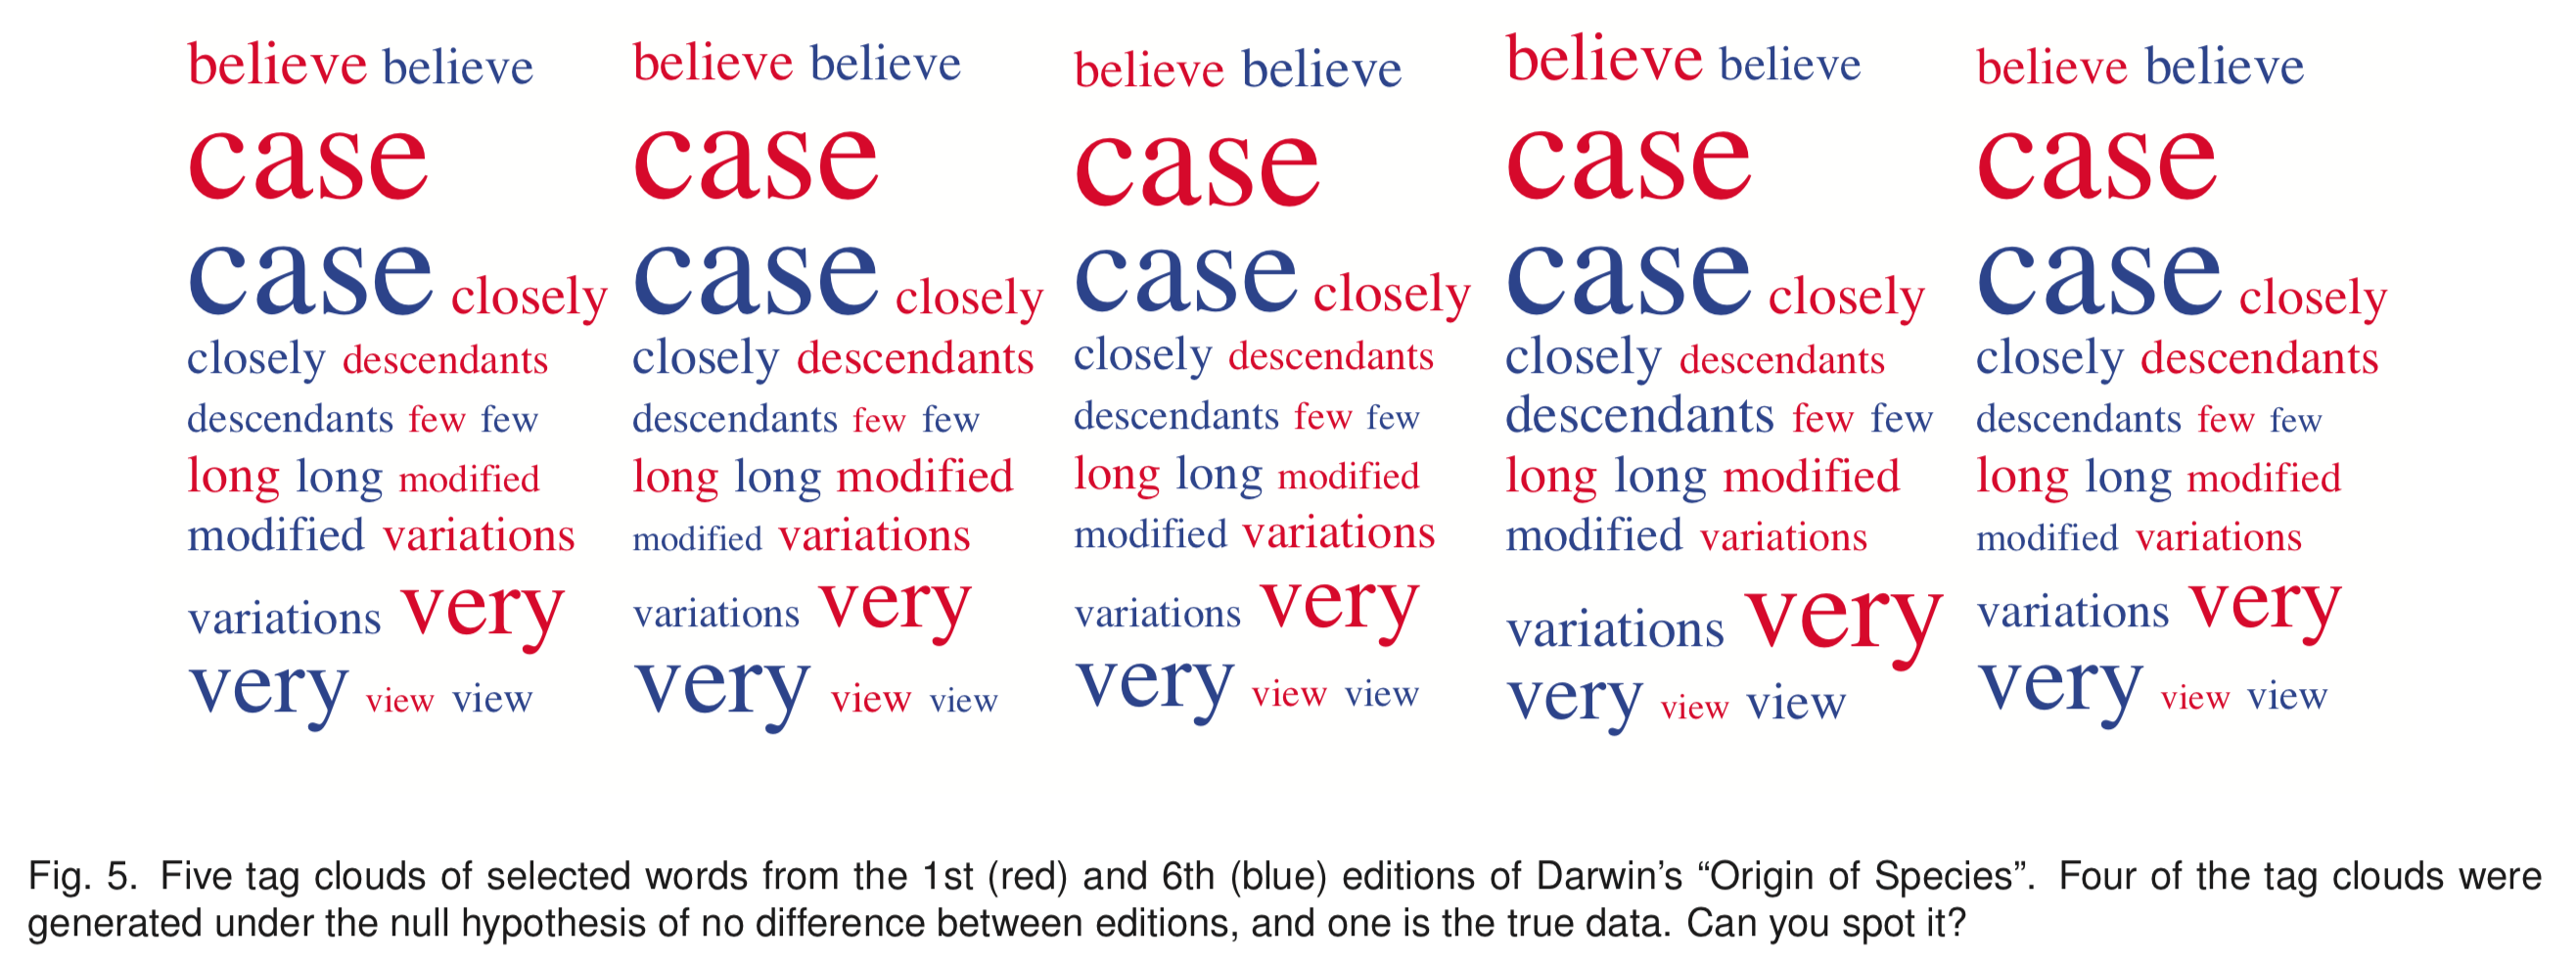 believe believe
case
case closely
closely descendants
descendants few few
long long modified
modified variations
variations very
very view view
believe believe
case
case closely
closely descendants
descendants few few
long long modified
modified variations
variations very
very view view
believe believe
case
case closely
closely descendants
descendants few few
long long modified
modified variations
variations very
very view view
believe believe
case
case closely
closely descendants
descendants few few
long long modified
modified variations
variations very
very view view
believe believe
case
case closely
closely descendants
descendants few few
long long modified
modified variations
variations very
very view view
Fig. 5. Five tag clouds of selected words from the 1st (red) and 6th (blue) editions of Darwin's “Origin of Species”. Four of the tag clouds were
generated under the null hypothesis of no difference between editions, and one is the true data. Can you spot it?